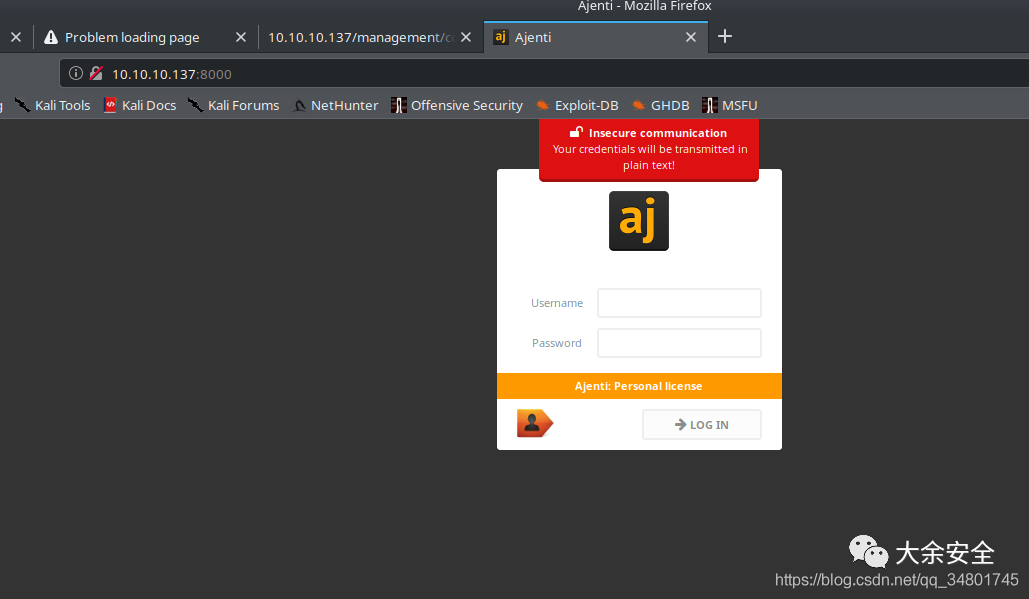 Ajenti - Mozilla Firefox
Problem loading page
10.10.10.137/management/c
Ajenti
10.10.10.137:8000
g Kali Tools Kali Docs Kali Forums NetHunter Offensive Security Exploit-DB GHDB MSFU
Insecure communication
Your credentials will be transmitted in
plain text!
aj
Username
Password
Ajenti: Personal license
LOG IN
大余安全
https://blog.csdn.net/qq_34801745